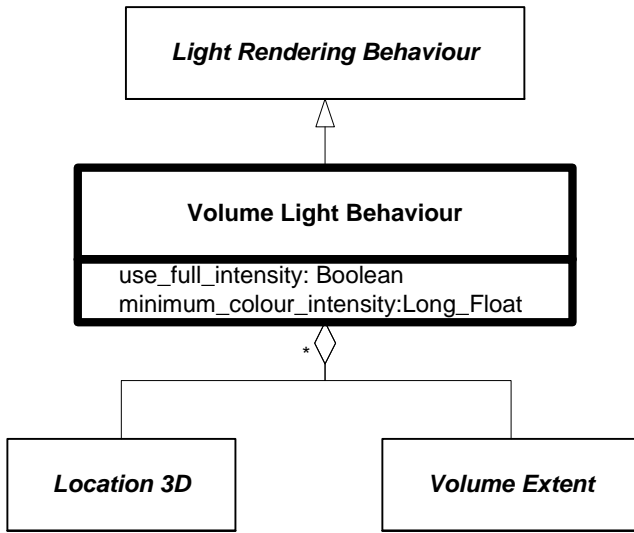 Light Rendering Behaviour
Volume Light Behaviour
use_full_intensity: Boolean
minimum_colour_intensity:Long_Float
*
Location 3D
Volume Extent